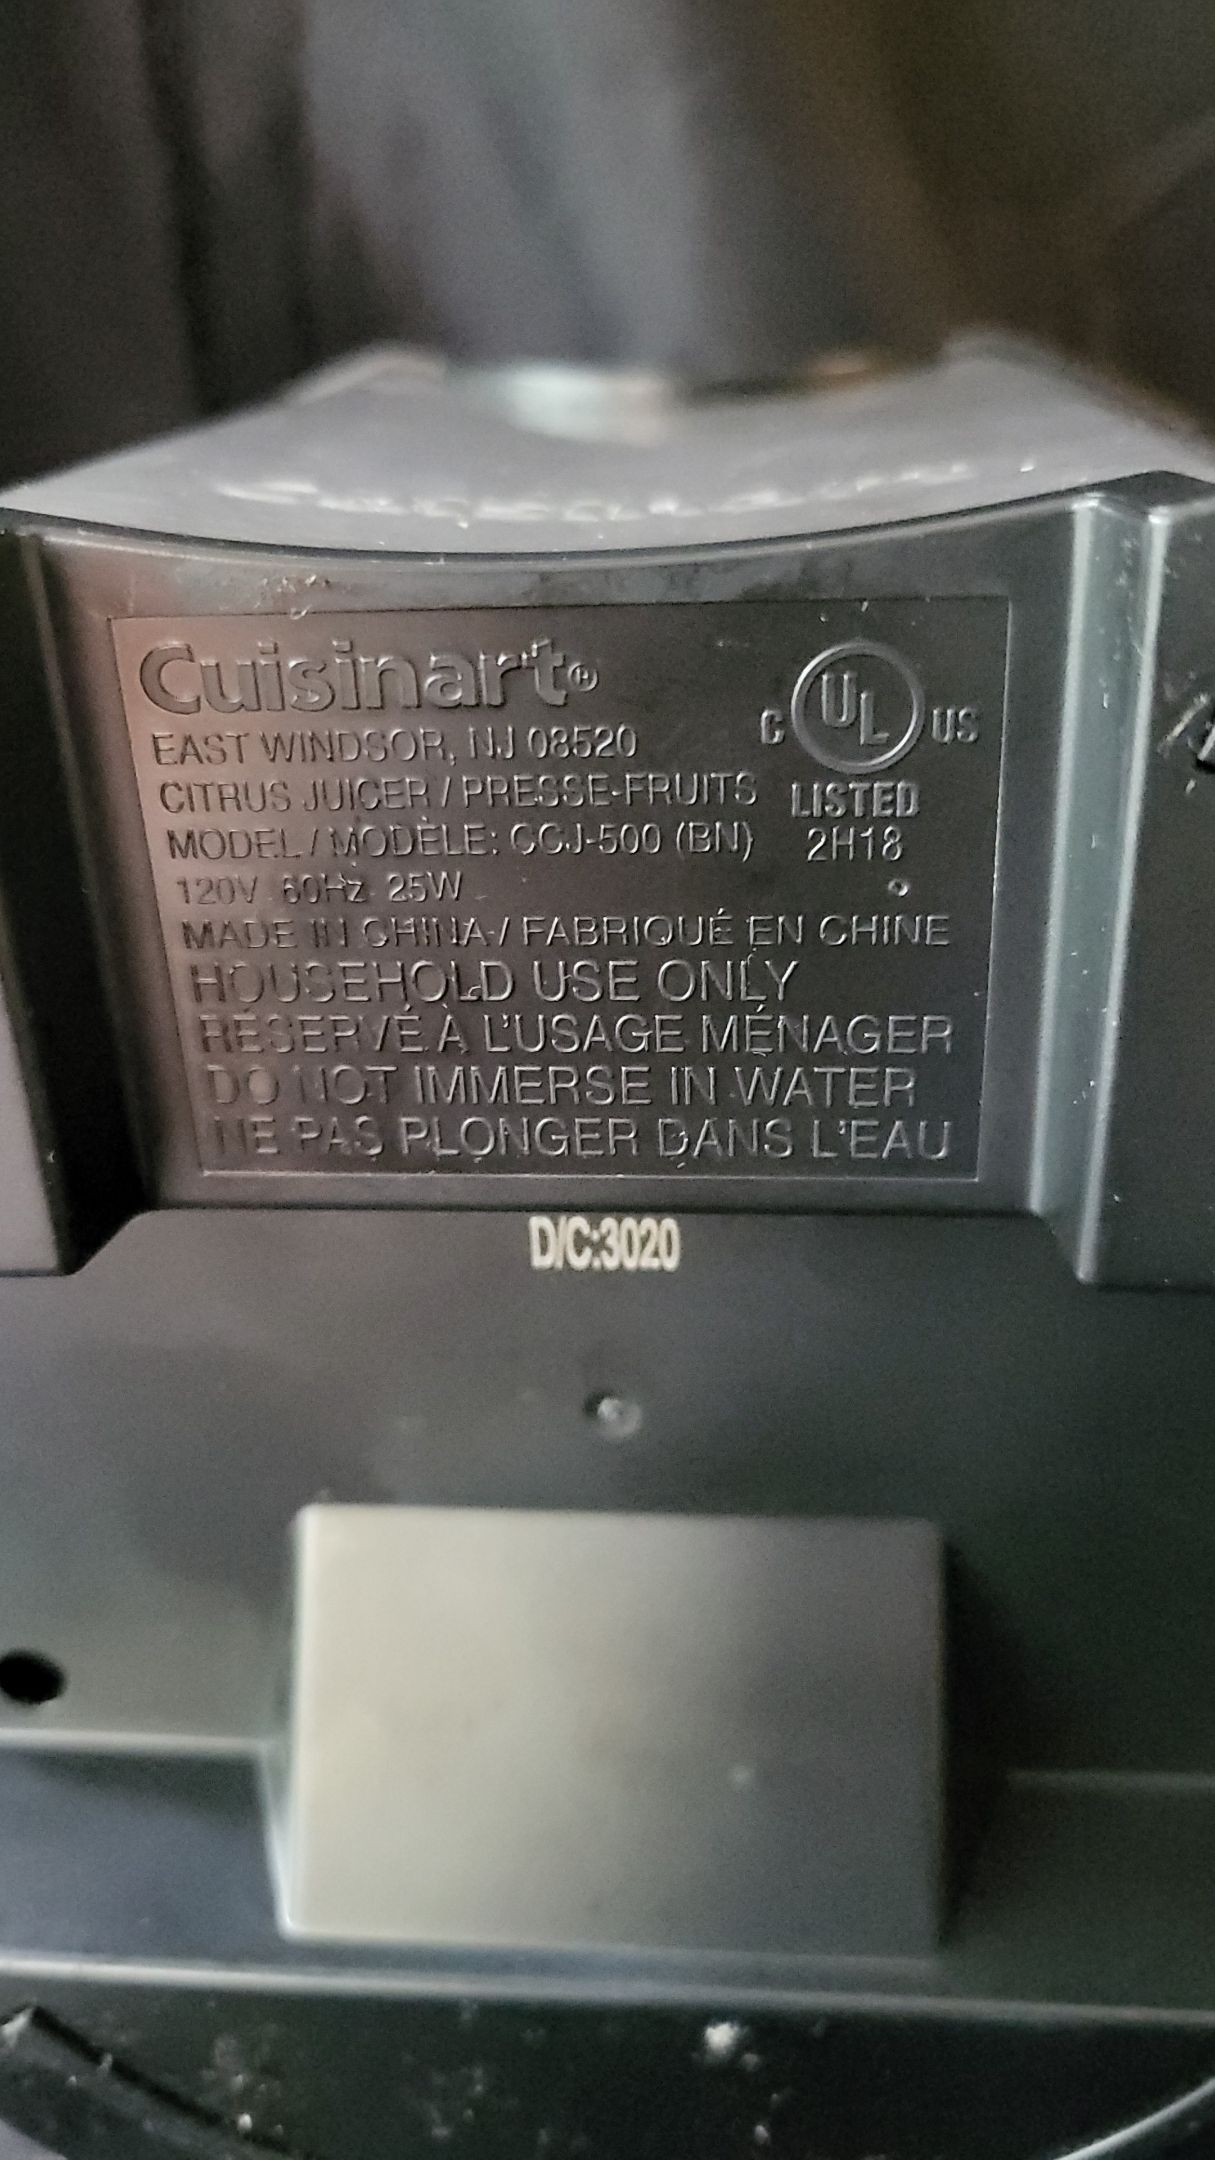 Cuisinart®
EAST WINDSOR, NJ 08520
CITRUS JUICER / PRESSE-FRUITS
MODEL / MODÈLE: CCJ-500 (BN)
120V 60Hz 25W
C UL US
LISTED
2H18
MADE IN CHINA / FABRIQUÉ EN CHINE
HOUSEHOLD USE ONLY
RÉSERVÉ À L'USAGE MÉNAGER
DO NOT IMMERSE IN WATER
NE PAS PLONGER DANS L'EAU
D/C:3020